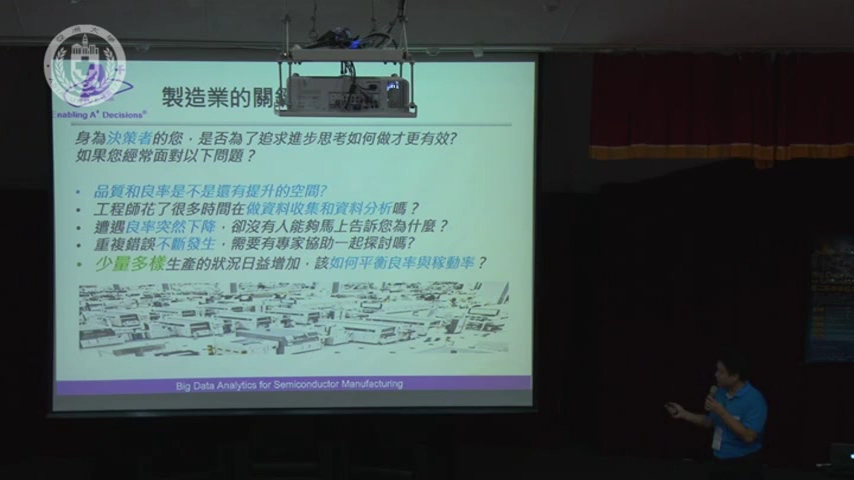 亞洲大學
Enabling A⁺ Decisions®
製造業的關
身為決策者的您，是否為了追求進步思考如何做才更有效?
如果您經常面對以下問題？
• 品質和良率是不是還有提升的空間?
• 工程師花了很多時間在做資料收集和資料分析嗎？
• 遭遇良率突然下降，卻沒有人能夠馬上告訴您為什麼？
• 重複錯誤不斷發生，需要有專家協助一起探討嗎?
• 少量多樣生產的狀況日益增加，該如何平衡良率與稼動率？
Big Data Analytics for Semiconductor Manufacturing